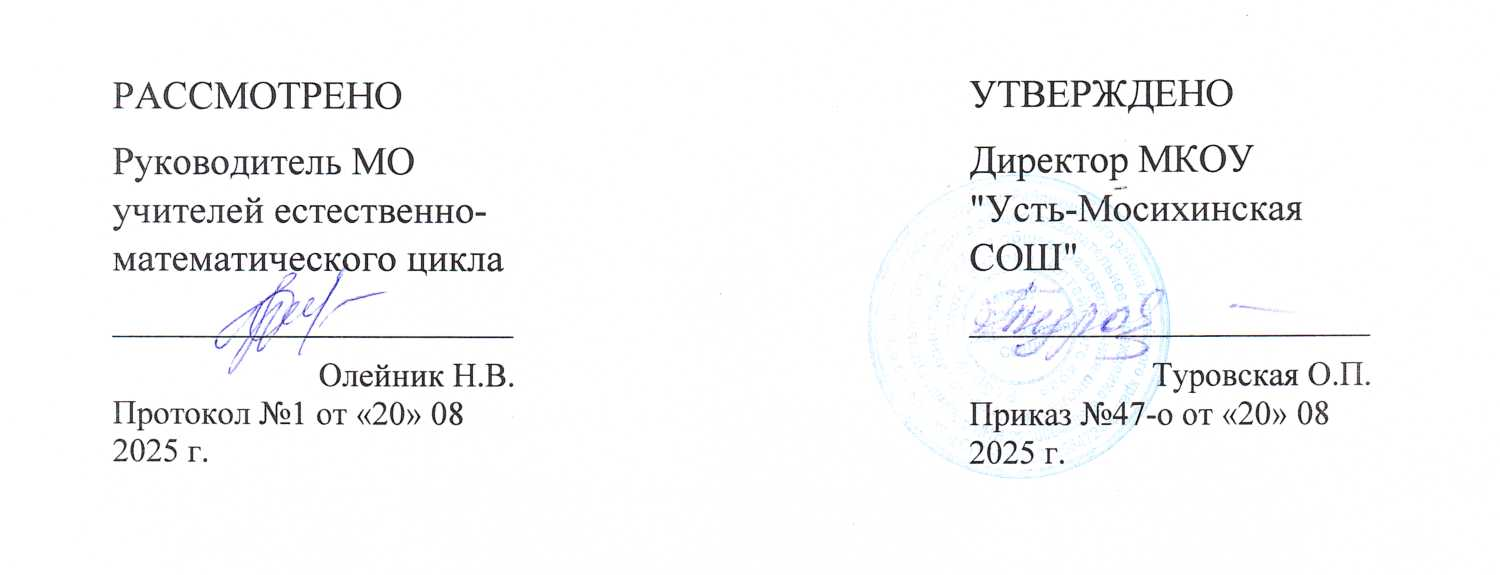 РАССМОТРЕНО
Руководитель МО
учителей естественно-
математического цикла
Олейник Н.В.
Протокол №1 от «20» 08
2025 г.
УТВЕРЖДЕНО
Директор МКОУ
"Усть-Мосихинская
СОШ"
Туровская О.П.
Приказ №47-о от «20» 08
2025 г.